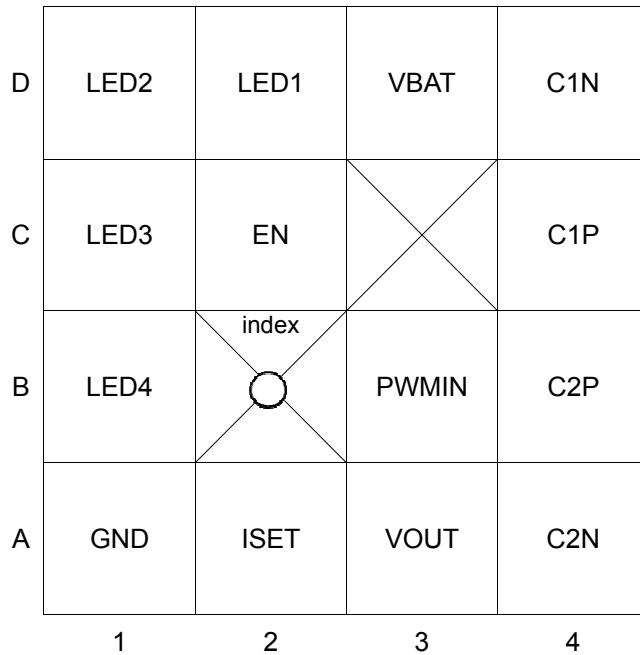 D LED2 LED1 VBAT C1N
C LED3 EN C1P
index
B LED4 PWMIN C2P
A GND ISET VOUT C2N
1 2 3 4